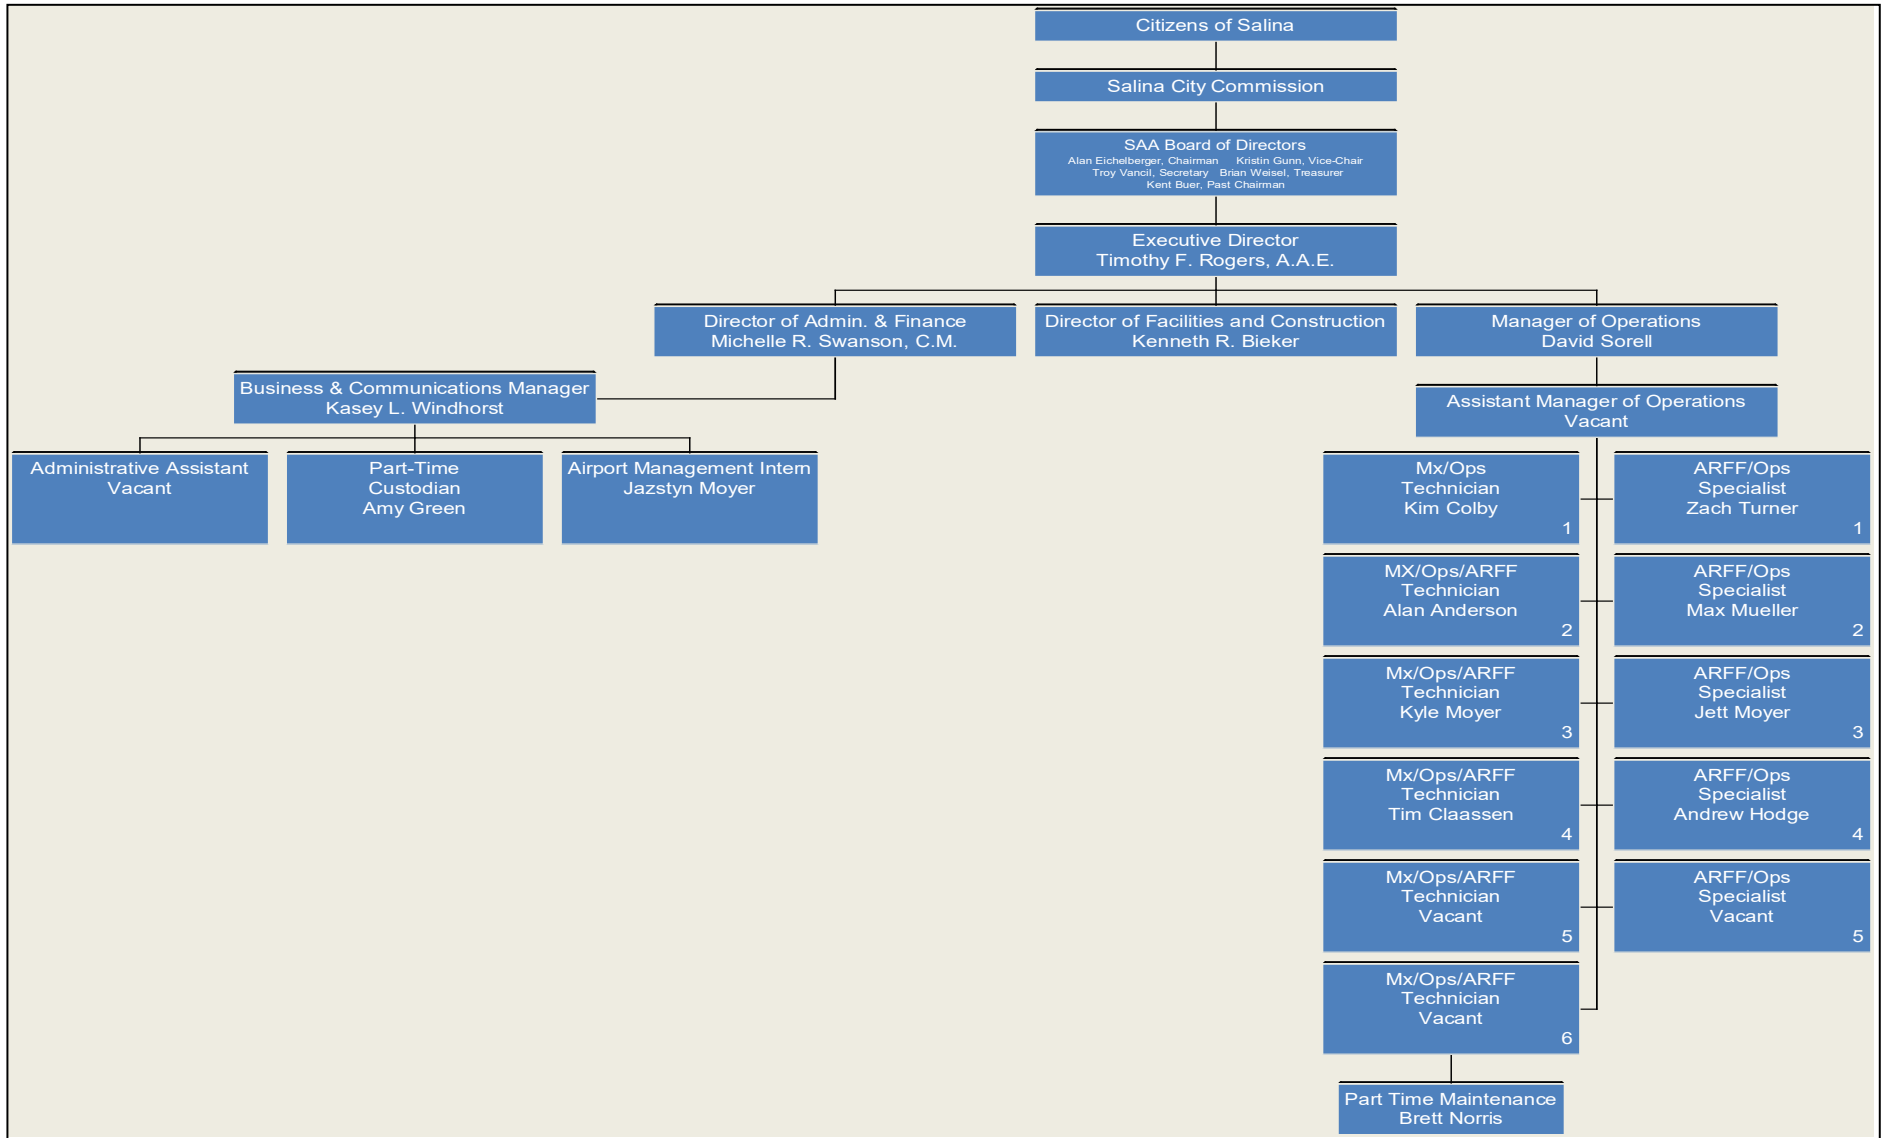 Citizens of Salina
Salina City Commission
SAA Board of Directors
Alan Eichelberger, Chairman Kristin Gunn, Vice-Chair
Troy Vancil, Secretary Brian Weisel, Treasurer
Kent Buer, Past Chairman
Executive Director
Timothy F. Rogers, A.A.E.
Director of Admin. & Finance
Michelle R. Swanson, C.M.
Director of Facilities and Construction
Kenneth R. Bieker
Manager of Operations
David Sorell
Business & Communications Manager
Kasey L. Windhorst
Assistant Manager of Operations
Vacant
Administrative Assistant
Vacant
Part-Time
Custodian
Amy Green
Airport Management Intern
Jazstyn Moyer
Mx/Ops
Technician
Kim Colby
1
ARFF/Ops
Specialist
Zach Turner
1
MX/Ops/ARFF
Technician
Alan Anderson
2
ARFF/Ops
Specialist
Max Mueller
2
Mx/Ops/ARFF
Technician
Kyle Moyer
3
ARFF/Ops
Specialist
Jett Moyer
3
Mx/Ops/ARFF
Technician
Tim Claassen
4
ARFF/Ops
Specialist
Andrew Hodge
4
Mx/Ops/ARFF
Technician
Vacant
5
ARFF/Ops
Specialist
Vacant
5
Mx/Ops/ARFF
Technician
Vacant
6
Part Time Maintenance
Brett Norris